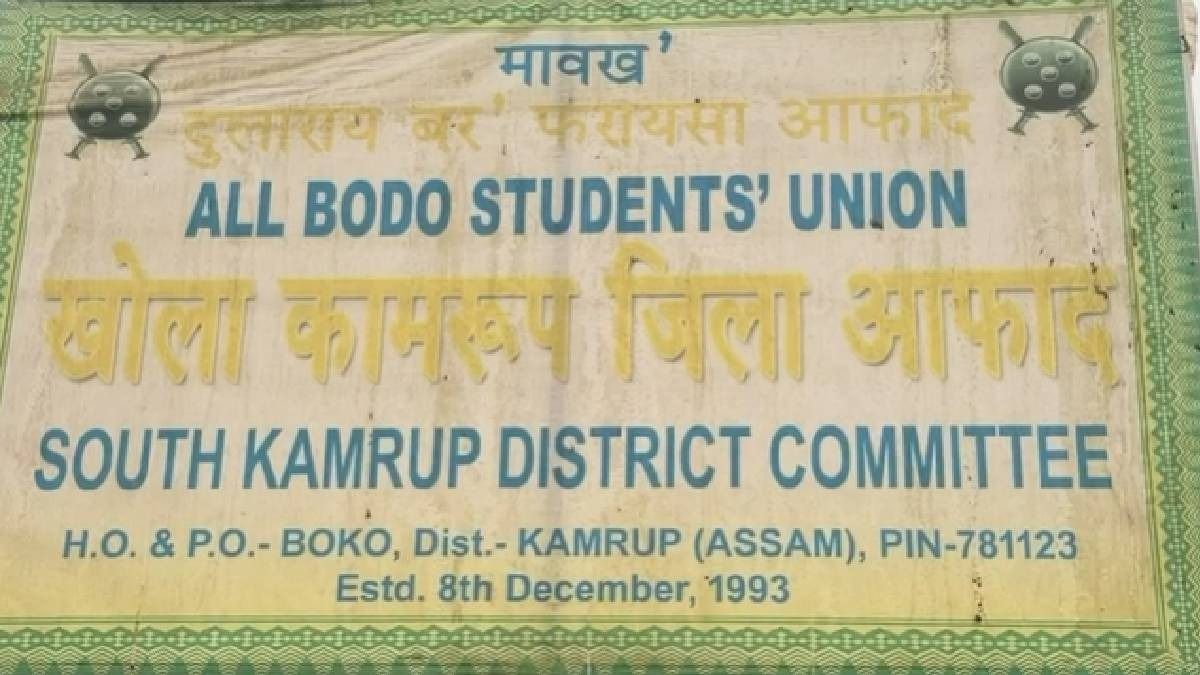 मावख'
दुलाराय बर' फरायसा आफाद
ALL BODO STUDENTS' UNION
खोला कामरूप जिला आफाद
SOUTH KAMRUP DISTRICT COMMITTEE
H.O. & P.O.- BOKO, Dist.- KAMRUP (ASSAM), PIN-781123
Estd. 8th December, 1993